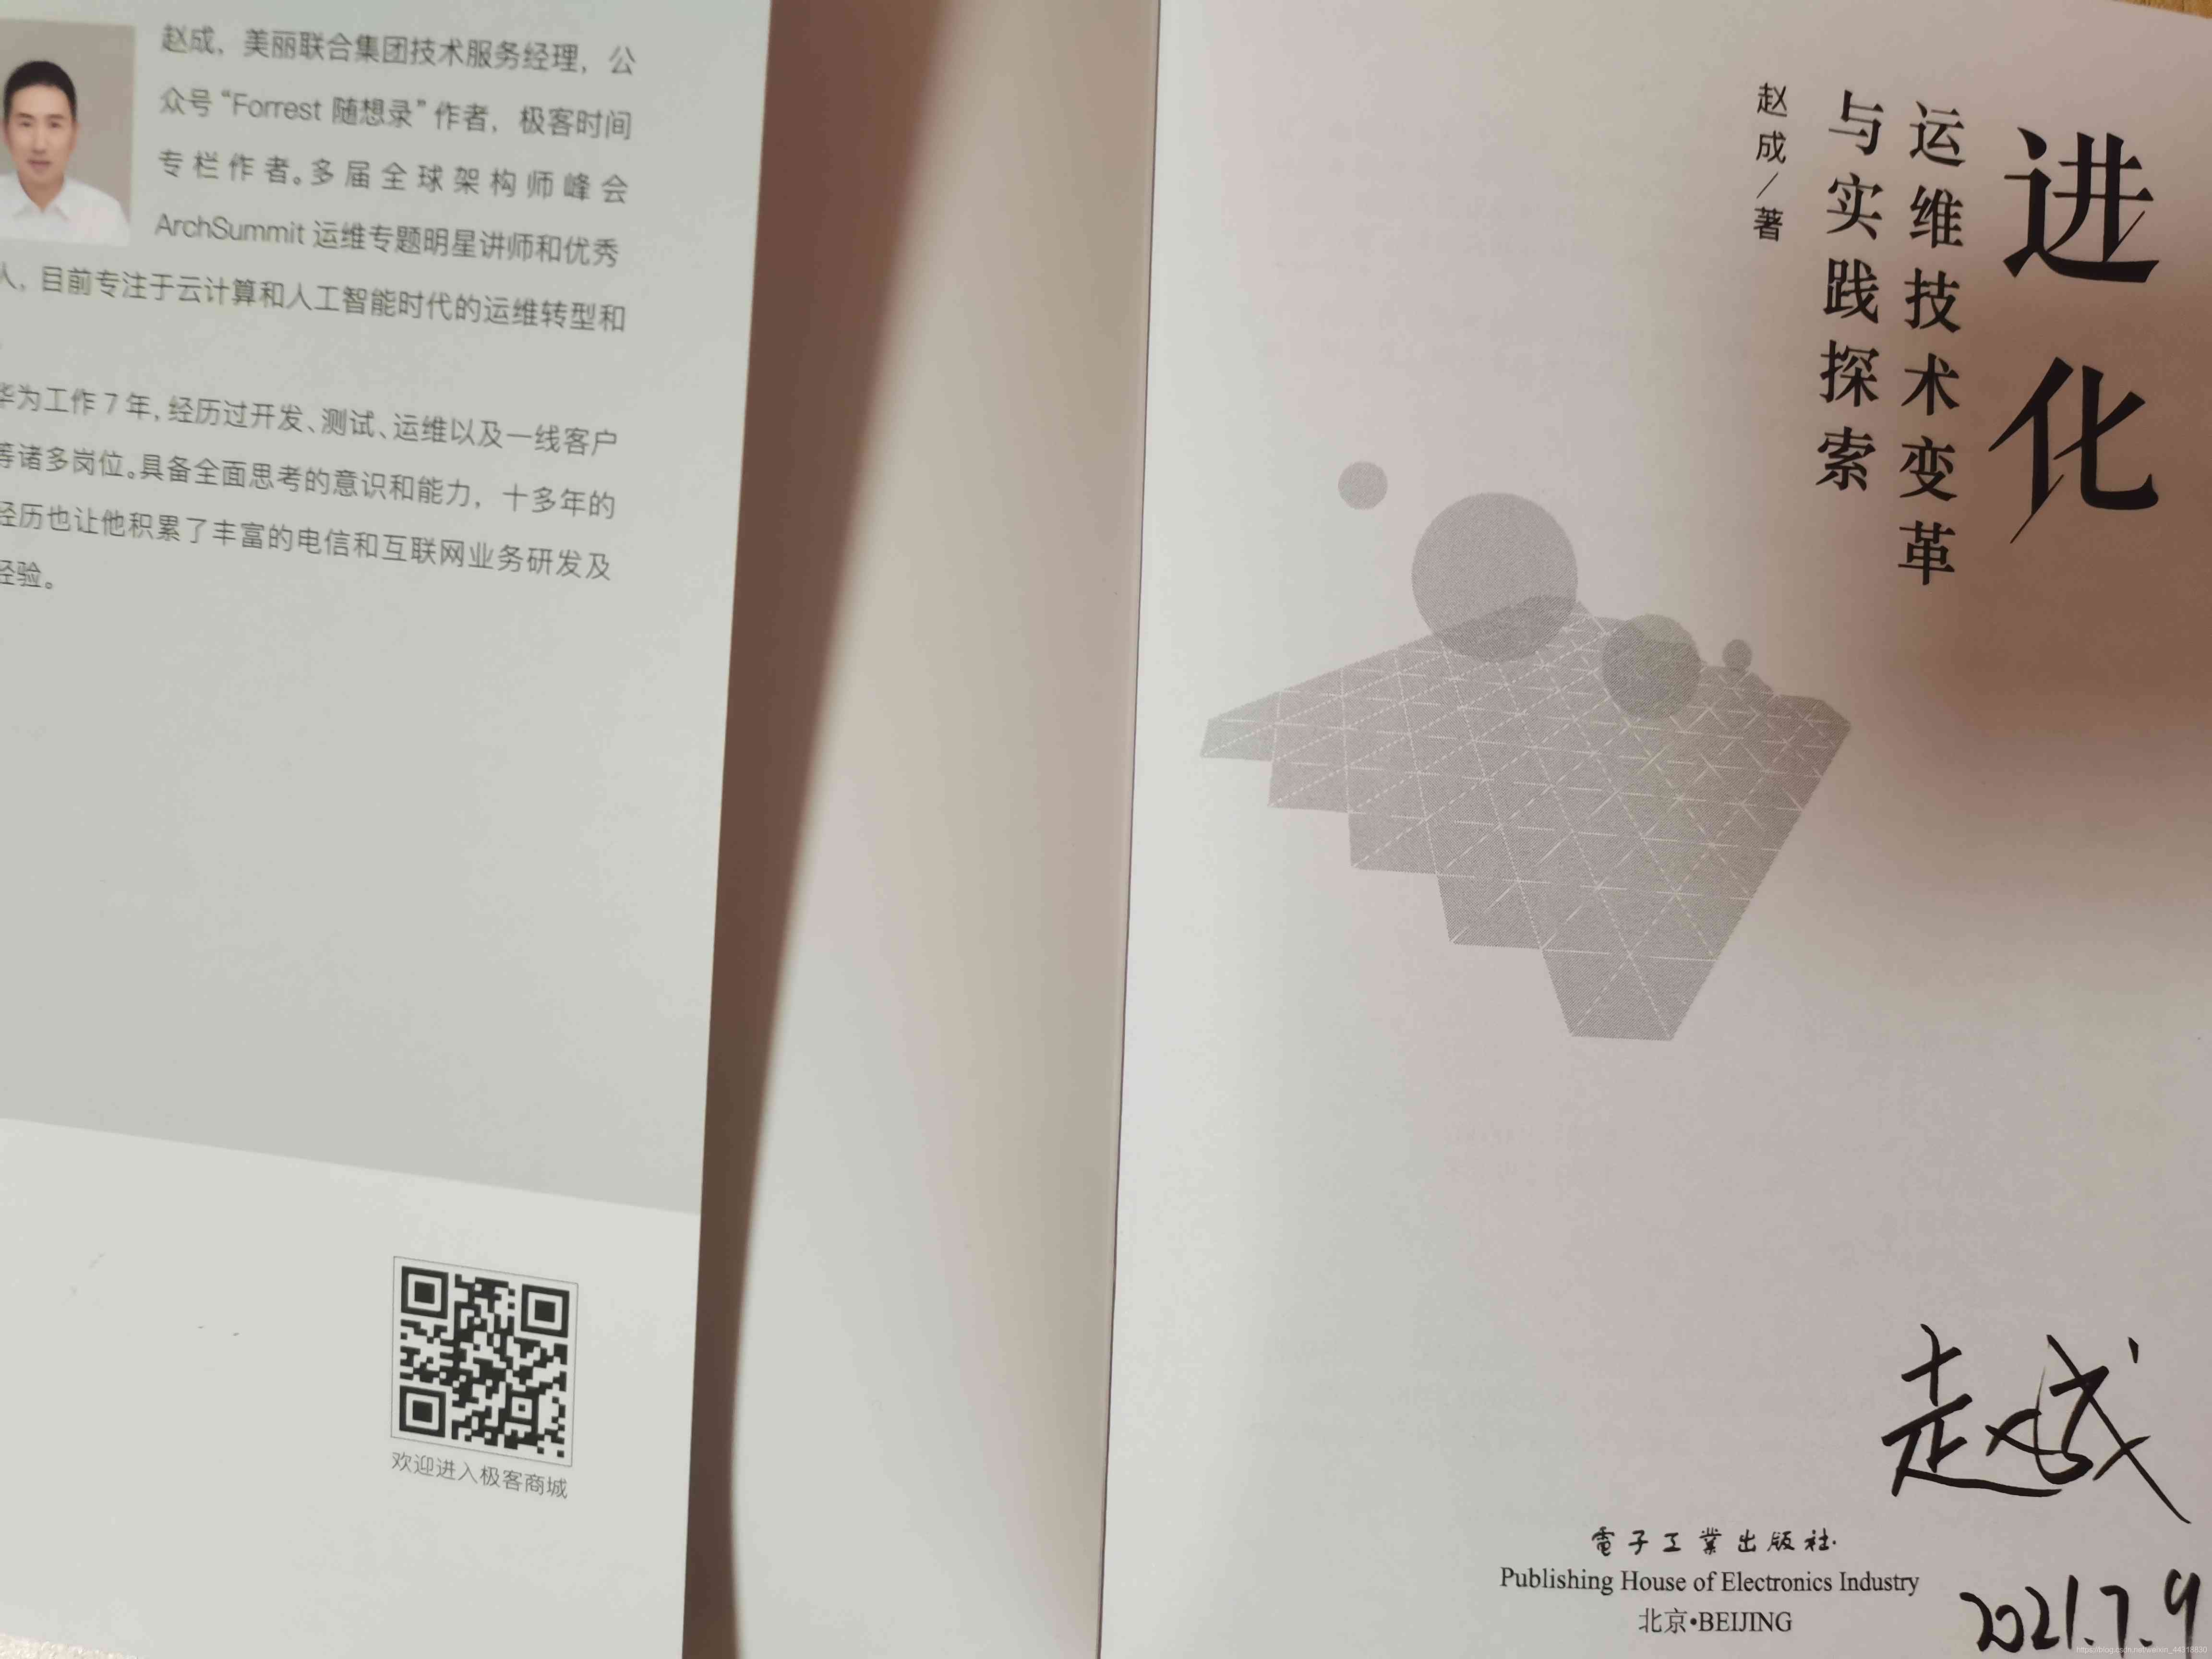 赵成，美丽联合集团技术服务经理，公
众号“Forrest 随想录”作者，极客时间
专栏作者。多届全球架构师峰会
ArchSummit 运维专题明星讲师和优秀
人，目前专注于云计算和人工智能时代的运维转型和
华为工作7年，经历过开发、测试、运维以及一线客户
等诸多岗位。具备全面思考的意识和能力，十多年的
经历也让他积累了丰富的电信和互联网业务研发及
经验。
欢迎进入极客商城
进化
运维技术变革
与实践探索
赵成/著
赵成
電子工業出版社
Publishing House of Electronics Industry
北京•BEIJING
2021.7.9
https://blog.csdn.net/weixin_44318830